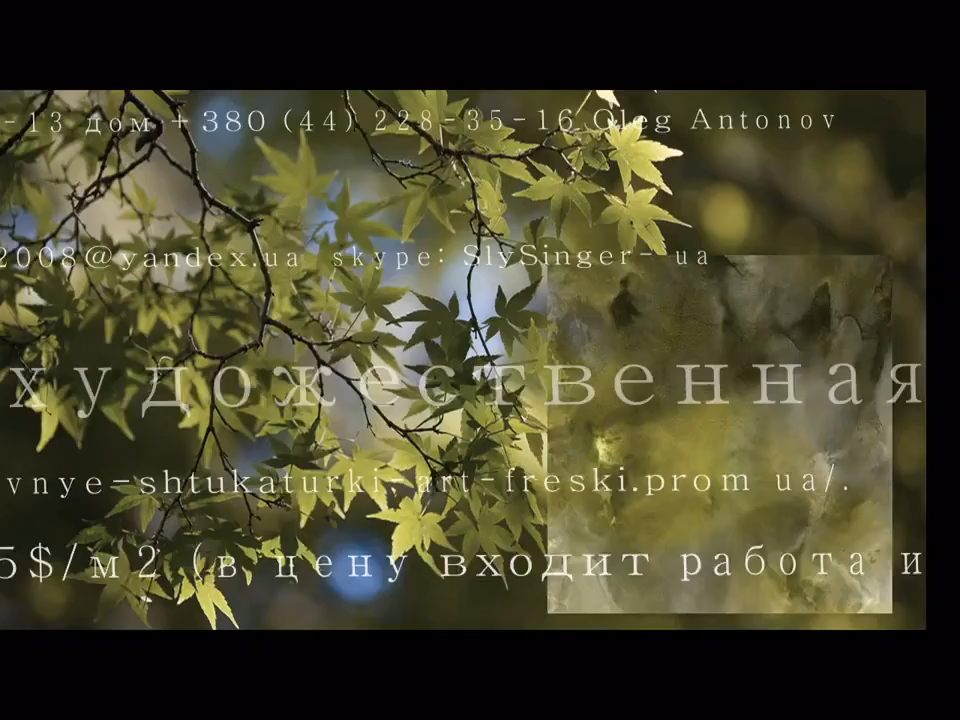 -13 дом +380 (44) 228-35-16 Oleg Antonov
2008@yandex.ua skype: SlySinger- ua
художественная
vnye-shtukaturki-art-freski.prom ua/.
5$/м2 (в цену входит работа и